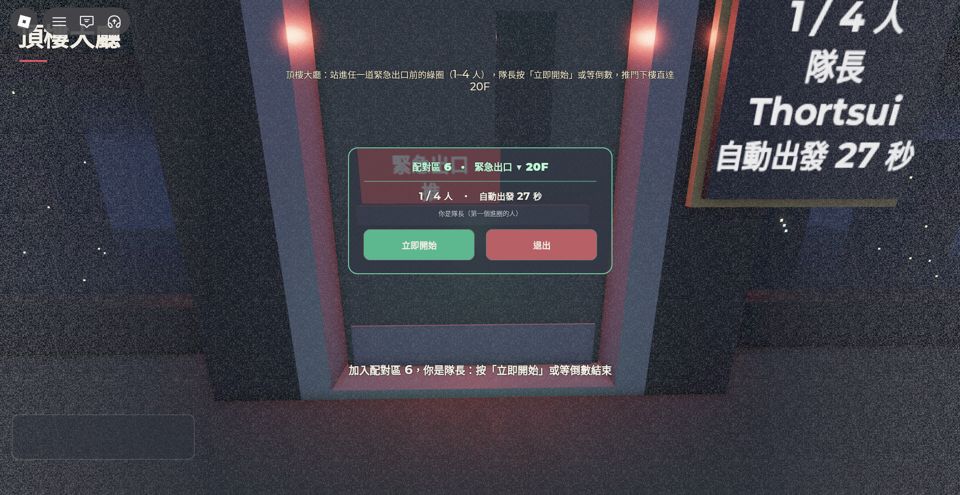 頂樓大廳
頂樓大廳：站進任一道緊急出口前的綠圈（1–4 人），隊長按「立即開始」或等倒數，推門下樓直達
20F
1 / 4 人
隊長
Thortsui
自動出發 27 秒
緊急出口
推
配對區 6 • 緊急出口 ▼ 20F
1 / 4 人 • 自動出發 27 秒
你是隊長（第一個進圈的人）
立即開始
退出
加入配對區 6，你是隊長：按「立即開始」或等倒數結束